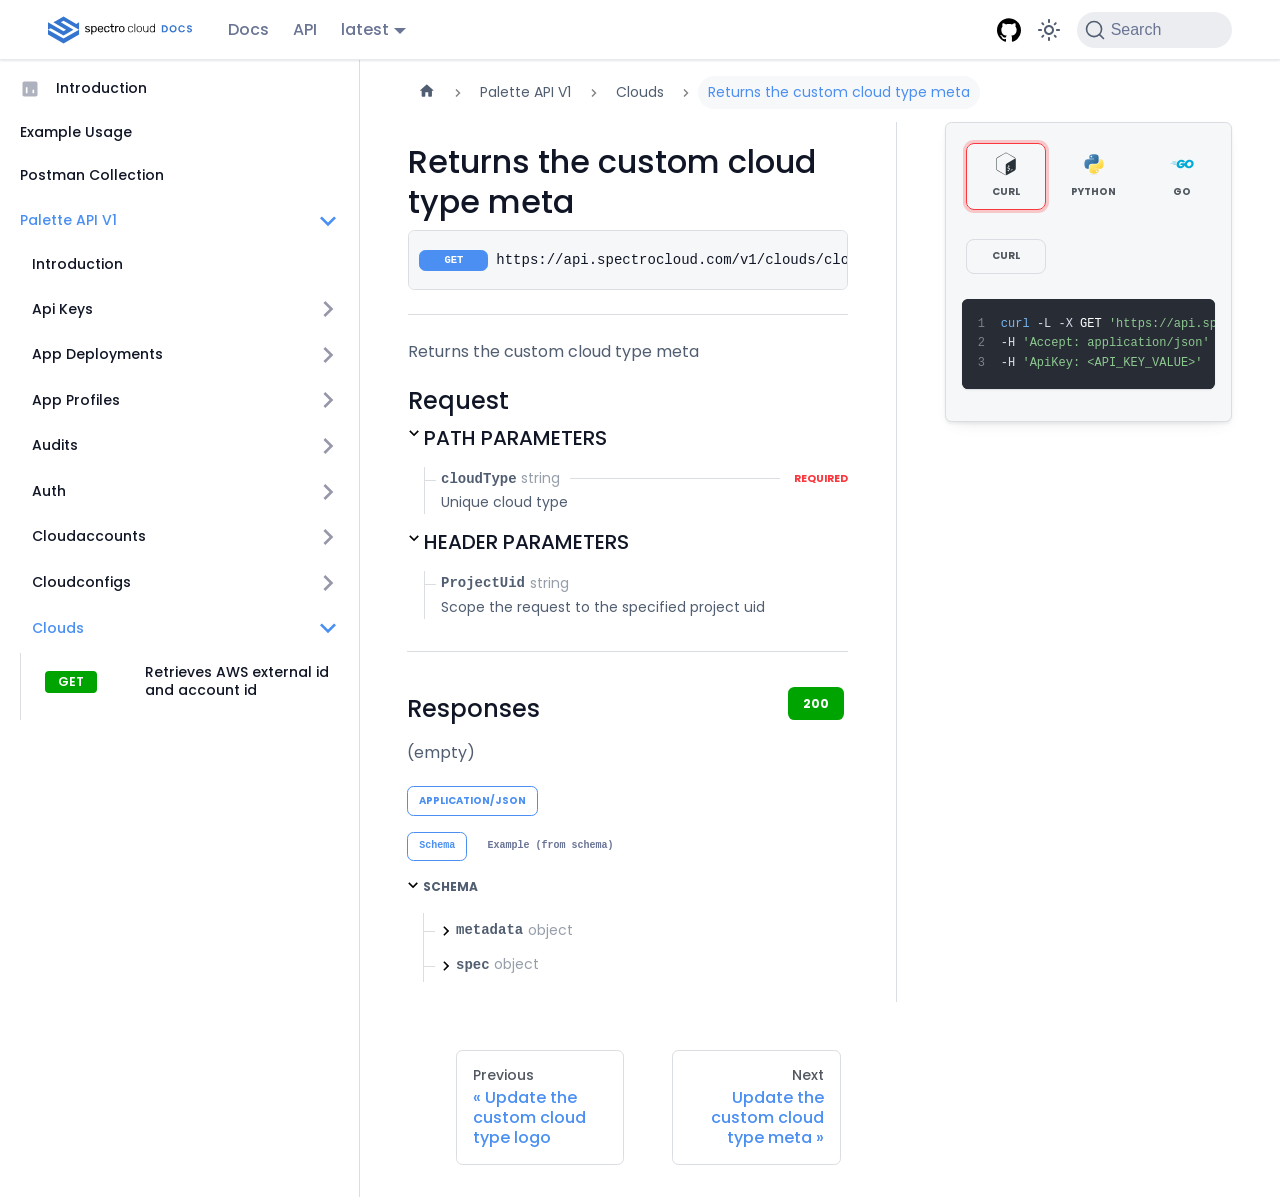 spectro cloud DOCS
Docs
API
latest
Search
Introduction
Example Usage
Postman Collection
Palette API V1
Introduction
Api Keys
App Deployments
App Profiles
Audits
Auth
Cloudaccounts
Cloudconfigs
Clouds
GET
Retrieves AWS external id
and account id
Palette API V1
Clouds
Returns the custom cloud type meta
Returns the custom cloud
type meta
GET
https://api.spectrocloud.com/v1/clouds/clo
Returns the custom cloud type meta
Request
PATH PARAMETERS
cloudType string
REQUIRED
Unique cloud type
HEADER PARAMETERS
ProjectUid string
Scope the request to the specified project uid
Responses
200
(empty)
APPLICATION/JSON
Schema
Example (from schema)
SCHEMA
metadata object
spec object
Previous
« Update the
custom cloud
type logo
Next
Update the
custom cloud
type meta »
CURL
PYTHON
GO
CURL
1 curl -L -X GET 'https://api.sp
2 -H 'Accept: application/json'
3 -H 'ApiKey: <API_KEY_VALUE>'